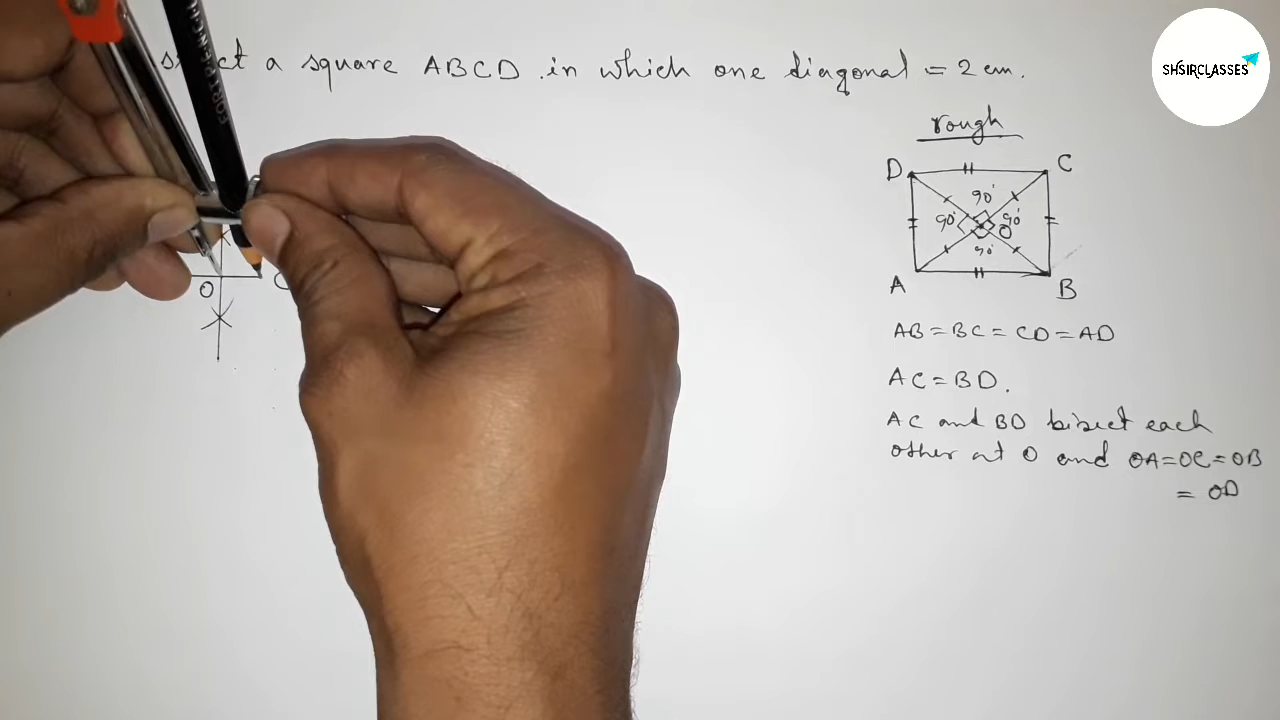 a square ABCD in which one diagonal = 2 cm.
SHSIRCLASSES
rough
D
C
90°
90°
90°
O
90°
A
B
O
AB = BC = CD = AD
AC = BD.
AC and BD bisect each
other at O and OA=OC=OB
= OD